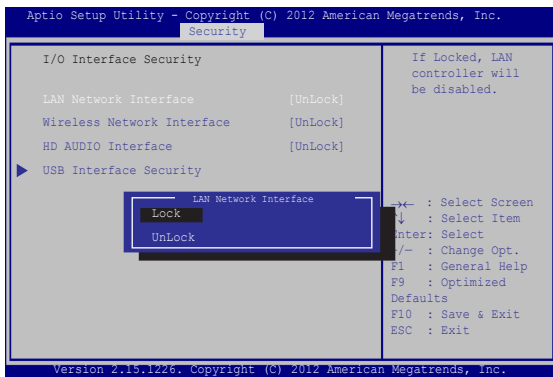 Aptio Setup Utility - Copyright (C) 2012 American Megatrends, Inc.
Security
I/O Interface Security
LAN Network Interface [UnLock]
Wireless Network Interface [UnLock]
HD AUDIO Interface [UnLock]
USB Interface Security
If Locked, LAN
controller will
be disabled.
LAN Network Interface
Lock
UnLock
→← : Select Screen
↓ : Select Item
Enter: Select
/— : Change Opt.
F1 : General Help
F9 : Optimized
Defaults
F10 : Save & Exit
ESC : Exit
Version 2.15.1226. Copyright (C) 2012 American Megatrends, Inc.